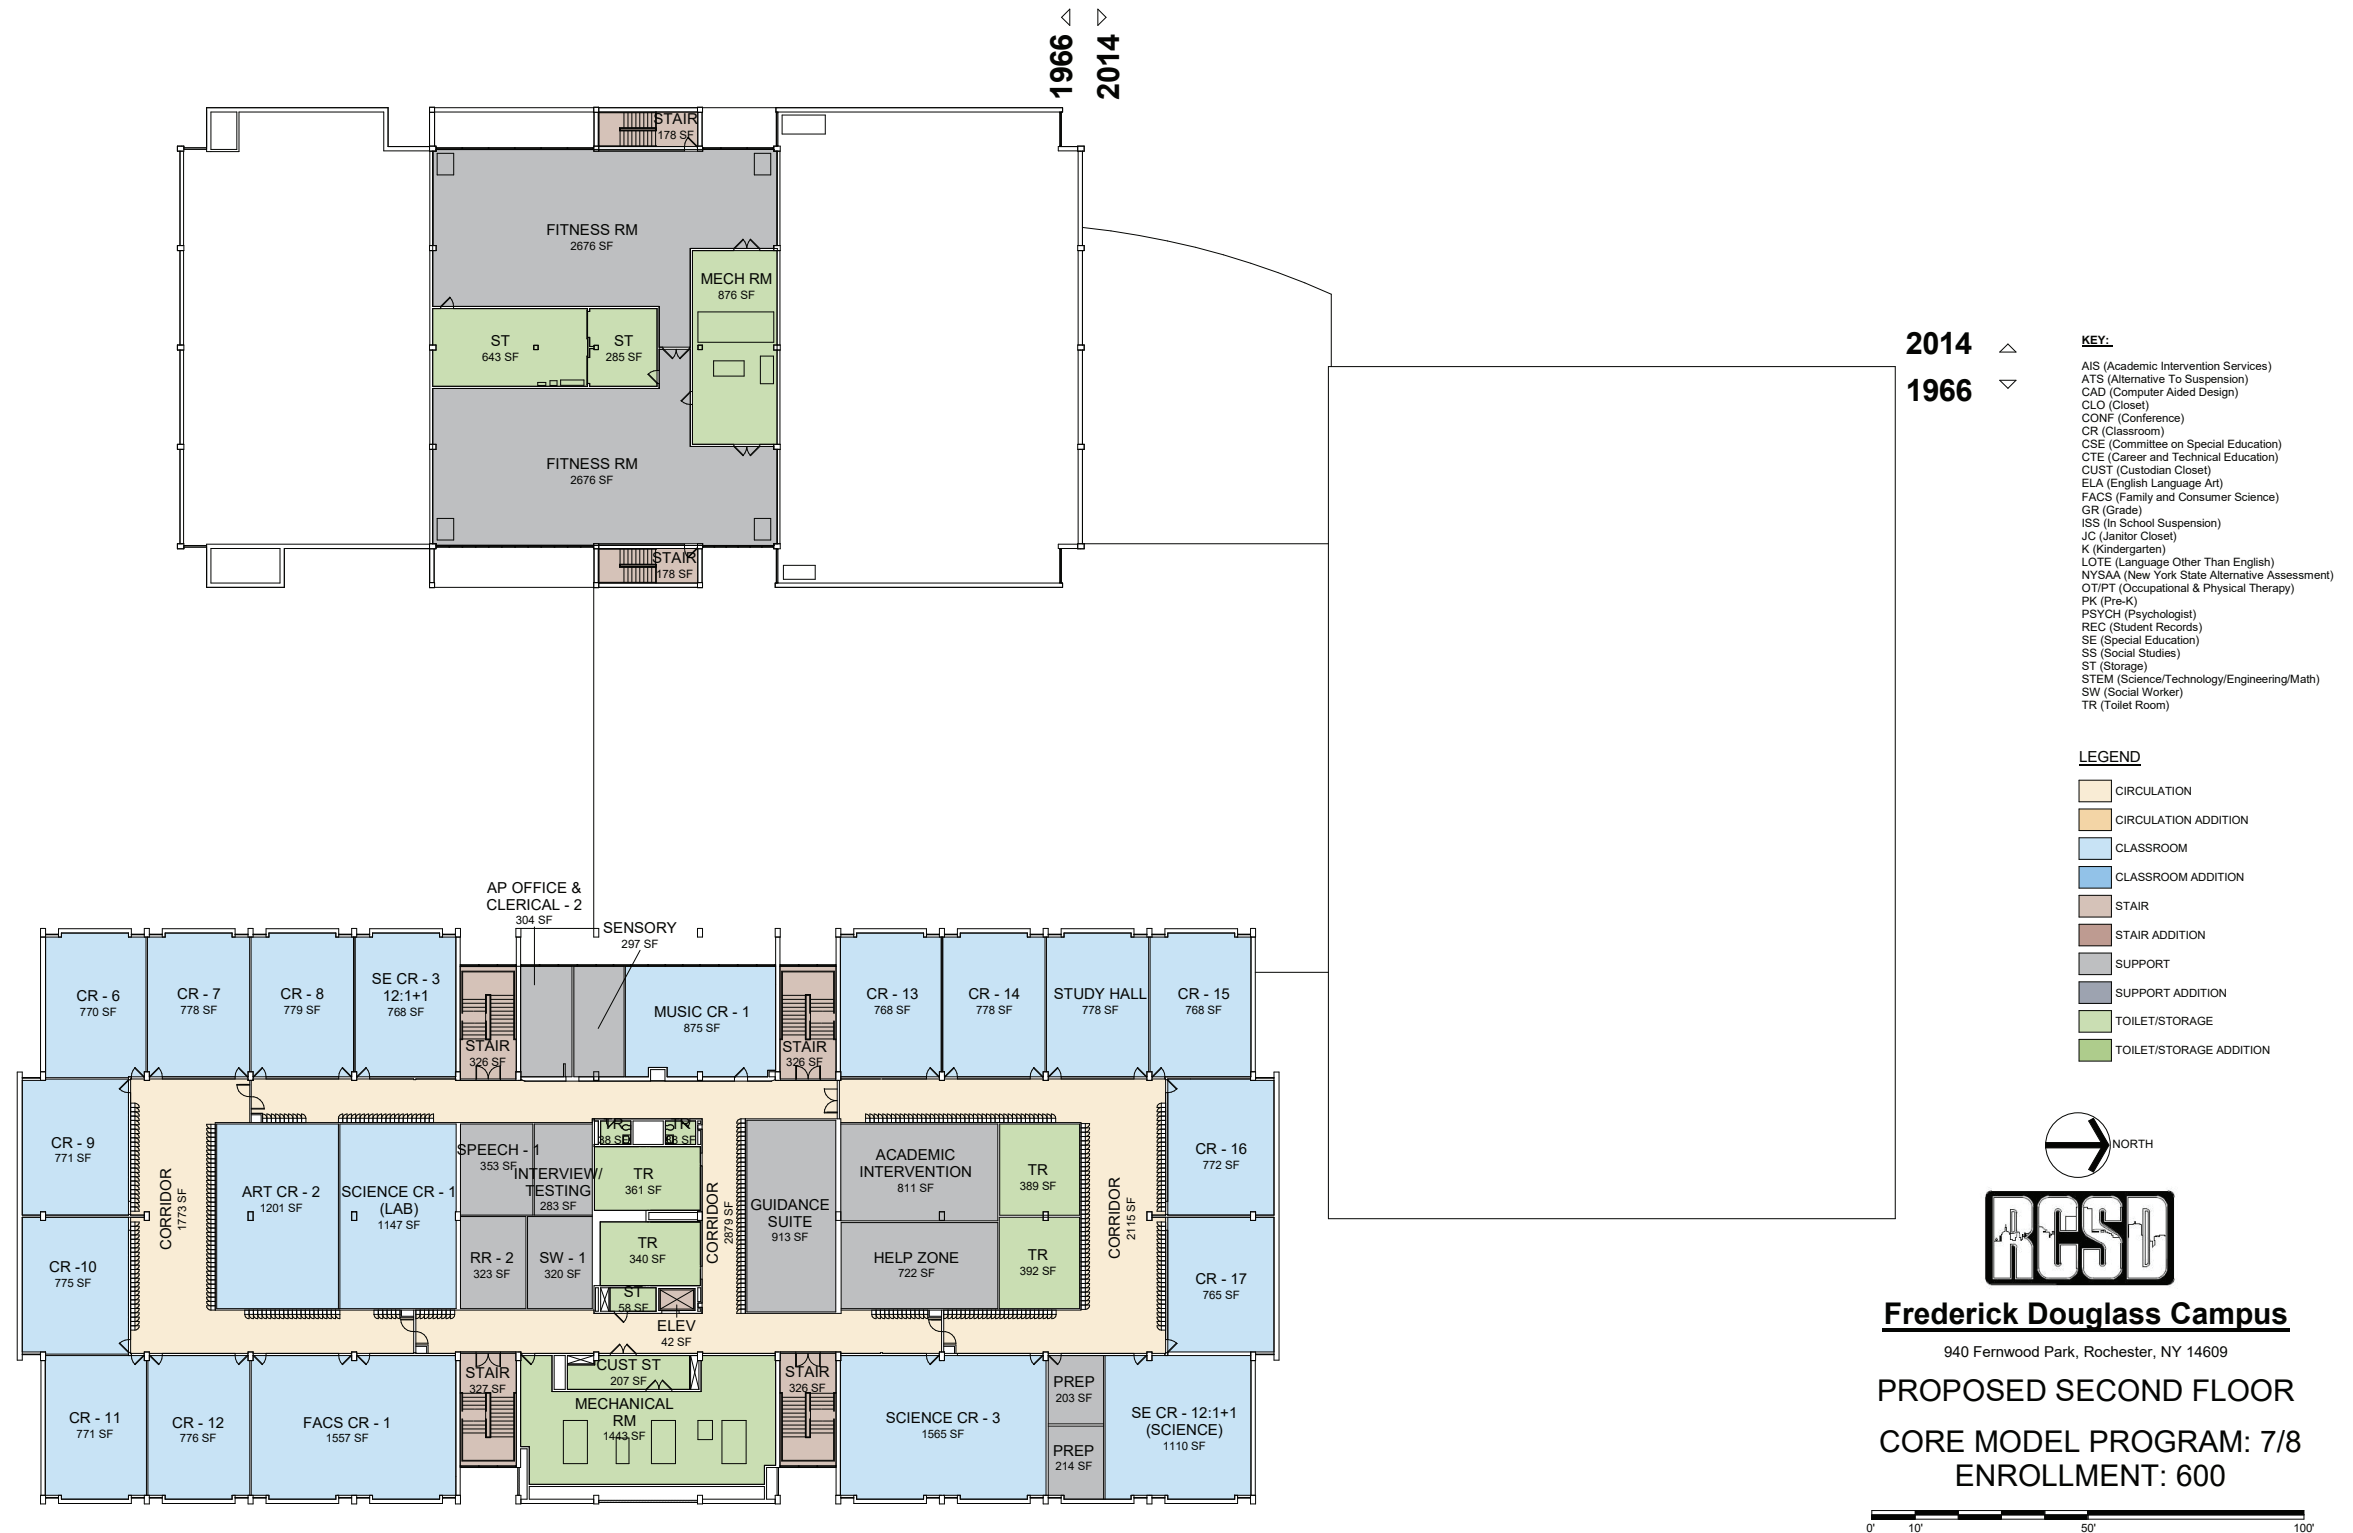 1966
2014
STAIR
178 SF
FITNESS RM
2676 SF
MECH RM
876 SF
ST
643 SF
ST
285 SF
FITNESS RM
2676 SF
STAIR
178 SF
2014
1966
KEY:
AIS (Academic Intervention Services)
ATS (Alternative To Suspension)
CAD (Computer Aided Design)
CLO (Closet)
CONF (Conference)
CR (Classroom)
CSE (Committee on Special Education)
CTE (Career and Technical Education)
CUST (Custodian Closet)
ELA (English Language Art)
FACS (Family and Consumer Science)
GR (Grade)
ISS (In School Suspension)
JC (Janitor Closet)
K (Kindergarten)
LOTE (Language Other Than English)
NYSAA (New York State Alternative Assessment)
OT/PT (Occupational & Physical Therapy)
PK (Pre-K)
PSYCH (Psychologist)
REC (Student Records)
SE (Special Education)
SS (Social Studies)
ST (Storage)
STEM (Science/Technology/Engineering/Math)
SW (Social Worker)
TR (Toilet Room)
LEGEND
CIRCULATION
CIRCULATION ADDITION
CLASSROOM
CLASSROOM ADDITION
STAIR
STAIR ADDITION
SUPPORT
SUPPORT ADDITION
TOILET/STORAGE
TOILET/STORAGE ADDITION
AP OFFICE &
CLERICAL - 2
304 SF
SENSORY
297 SF
CR - 6
770 SF
CR - 7
778 SF
CR - 8
779 SF
SE CR - 3
12:1+1
768 SF
STAIR
326 SF
MUSIC CR - 1
875 SF
STAIR
326 SF
CR - 13
768 SF
CR - 14
778 SF
STUDY HALL
778 SF
CR - 15
768 SF
CR - 9
771 SF
CR -10
775 SF
CORRIDOR
1773 SF
ART CR - 2
1201 SF
SCIENCE CR - 1
(LAB)
1147 SF
SPEECH - 1
353 SF
INTERVIEW/
TESTING
283 SF
RR - 2
323 SF
SW - 1
320 SF
TR
38 SF
TR
TR
361 SF
TR
340 SF
ST
58 SF
ELEV
42 SF
CORRIDOR
2879 SF
GUIDANCE
SUITE
913 SF
ACADEMIC
INTERVENTION
811 SF
HELP ZONE
722 SF
TR
389 SF
TR
392 SF
CORRIDOR
2115 SF
CR - 16
772 SF
CR - 17
765 SF
CR - 11
771 SF
CR - 12
776 SF
FACS CR - 1
1557 SF
STAIR
327 SF
CUST ST
207 SF
MECHANICAL
RM
1443 SF
STAIR
326 SF
SCIENCE CR - 3
1565 SF
PREP
203 SF
PREP
214 SF
SE CR - 12:1+1
(SCIENCE)
1110 SF
NORTH
RCSD
Frederick Douglass Campus
940 Fernwood Park, Rochester, NY 14609
PROPOSED SECOND FLOOR
CORE MODEL PROGRAM: 7/8
ENROLLMENT: 600
0' 10' 50' 100'